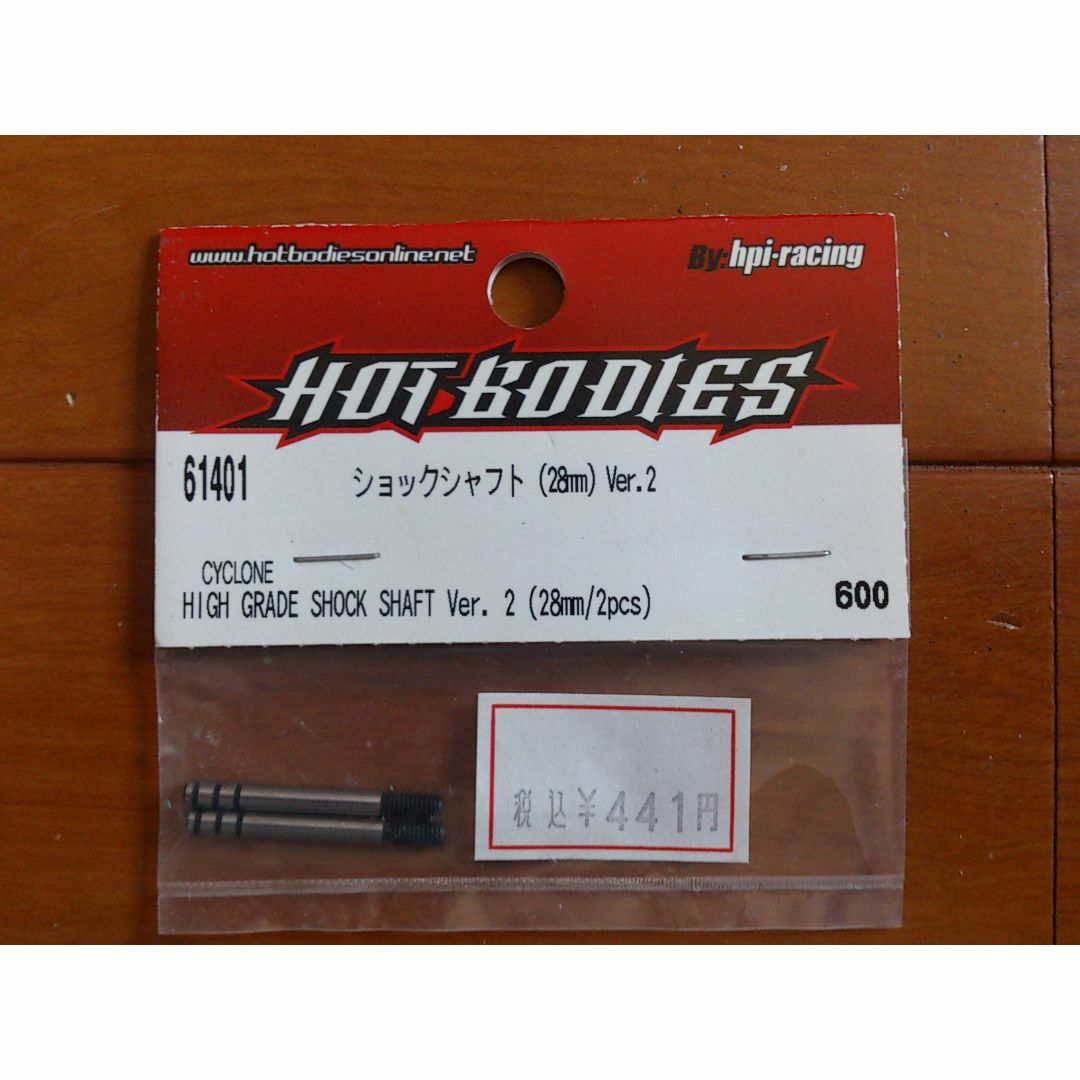 www.hotbodiesonline.net
By:hpi-racing
HOT BODIES
61401
ショックシャフト (28mm) Ver.2
CYCLONE
HIGH GRADE SHOCK SHAFT Ver. 2 (28mm/2pcs)
600
税込¥441円